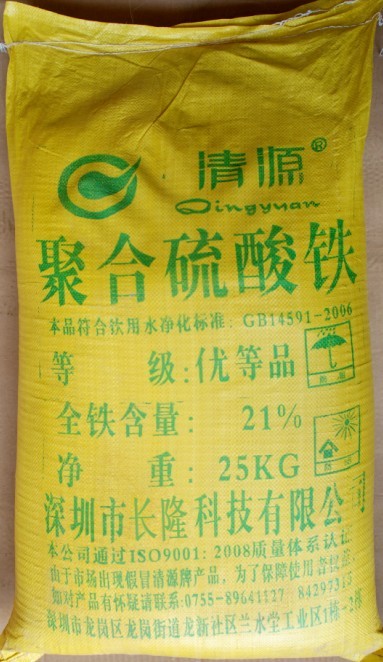 清源®
Qingyuan
聚合硫酸铁
本品符合饮用水净化标准: GB14591-2006
等 级:优等品
全铁含量: 21%
净 重: 25KG
深圳市长隆科技有限公司
本公司通过ISO9001: 2008质量体系认证
由于市场出现假冒清源牌产品，为了保障使用者
如对产品有怀疑请联系:0755-89641127 84297315
深圳市龙岗区龙岗街道龙新社区兰水堂工业区1栋-2栋